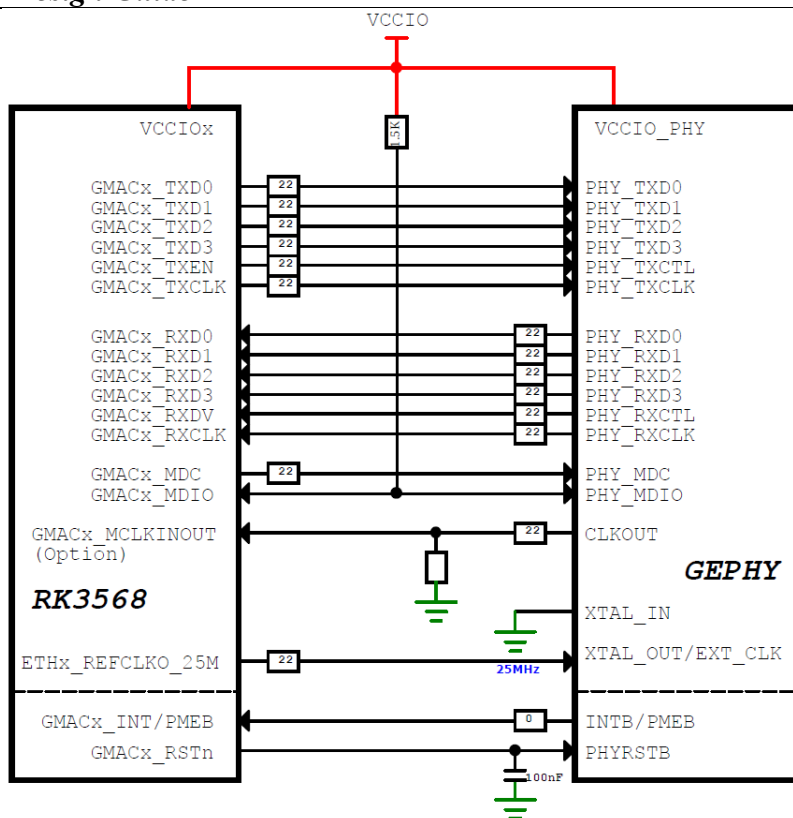 VCCIO
VCCIOx
1.5K
VCCIO_PHY
GMACx_TXD0 22 PHY_TXD0
GMACx_TXD1 22 PHY_TXD1
GMACx_TXD2 22 PHY_TXD2
GMACx_TXD3 22 PHY_TXD3
GMACx_TXEN 22 PHY_TXCTL
GMACx_TXCLK 22 PHY_TXCLK
GMACx_RXD0 22 PHY_RXD0
GMACx_RXD1 22 PHY_RXD1
GMACx_RXD2 22 PHY_RXD2
GMACx_RXD3 22 PHY_RXD3
GMACx_RXDV 22 PHY_RXCTL
GMACx_RXCLK 22 PHY_RXCLK
GMACx_MDC 22 PHY_MDC
GMACx_MDIO PHY_MDIO
GMACx_MCLKINOUT 22 CLKOUT
(Option)
GEPHY
RK3568
XTAL_IN
ETHx_REFCLKO_25M 22 25MHz XTAL_OUT/EXT_CLK
GMACx_INT/PMEB 0 INTB/PMEB
GMACx_RSTn PHYRSTB
100nF